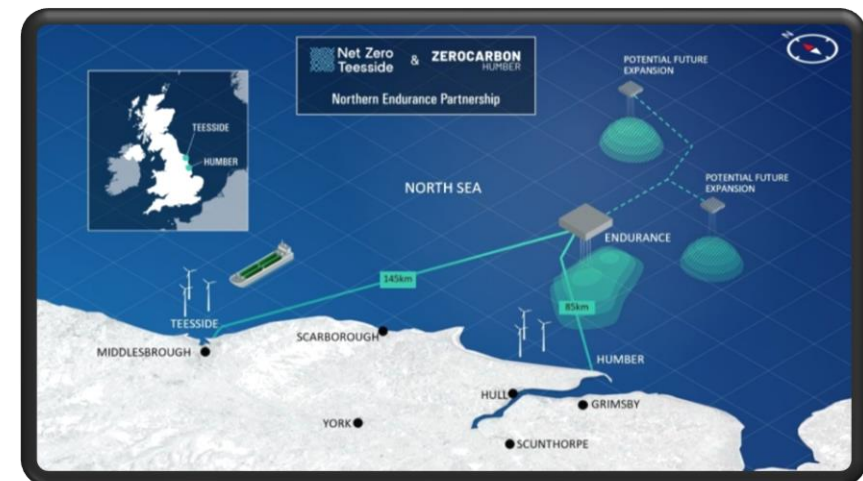 Net Zero
Teesside
&
ZEROCARBON
HUMBER
Northern Endurance Partnership
N
POTENTIAL FUTURE
EXPANSION
TEESSIDE
HUMBER
NORTH SEA
POTENTIAL FUTURE
EXPANSION
ENDURANCE
145km
85km
TEESSIDE
SCARBOROUGH
MIDDLESBROUGH
HUMBER
HULL
GRIMSBY
YORK
SCUNTHORPE